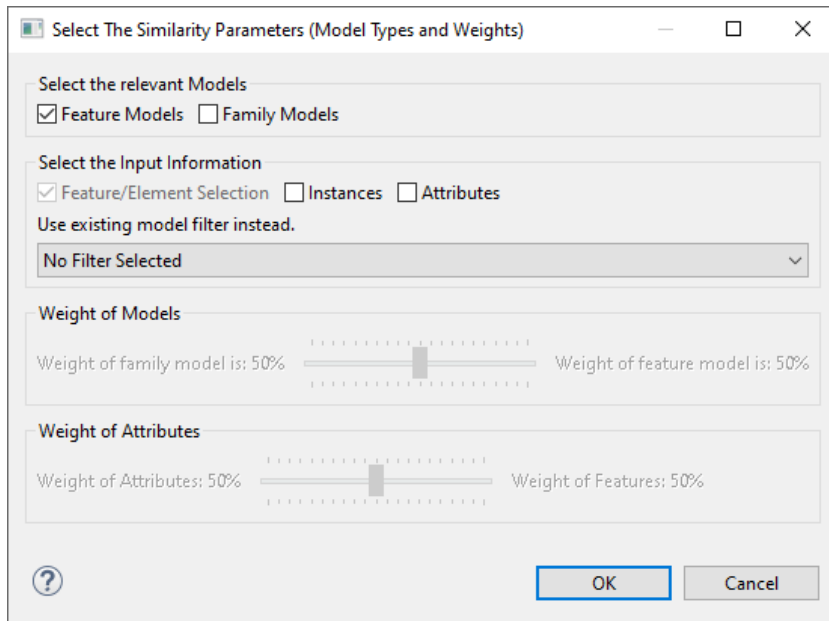 Select The Similarity Parameters (Model Types and Weights)
Select the relevant Models
Feature Models Family Models
Select the Input Information
Feature/Element Selection Instances Attributes
Use existing model filter instead.
No Filter Selected
Weight of Models
Weight of family model is: 50% Weight of feature model is: 50%
Weight of Attributes
Weight of Attributes: 50% Weight of Features: 50%
?
OK Cancel